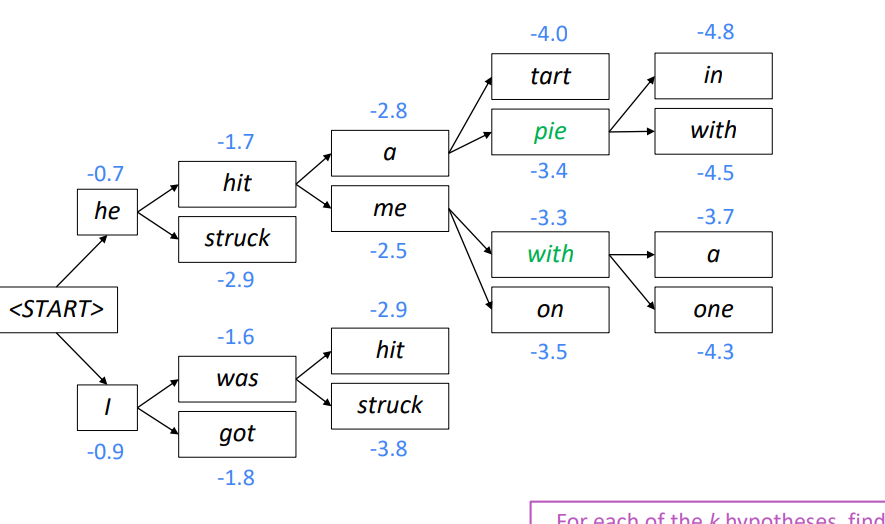 -4.0
-4.8
tart
in
-2.8
-1.7
pie
with
a
-0.7
hit
-3.4
-4.5
he
me
-3.3
-3.7
struck
with
a
-2.5
-2.9
<START>
-2.9
on
one
-1.6
hit
-3.5
-4.3
was
I
struck
got
-0.9
-3.8
-1.8
For each of the k hypotheses, find